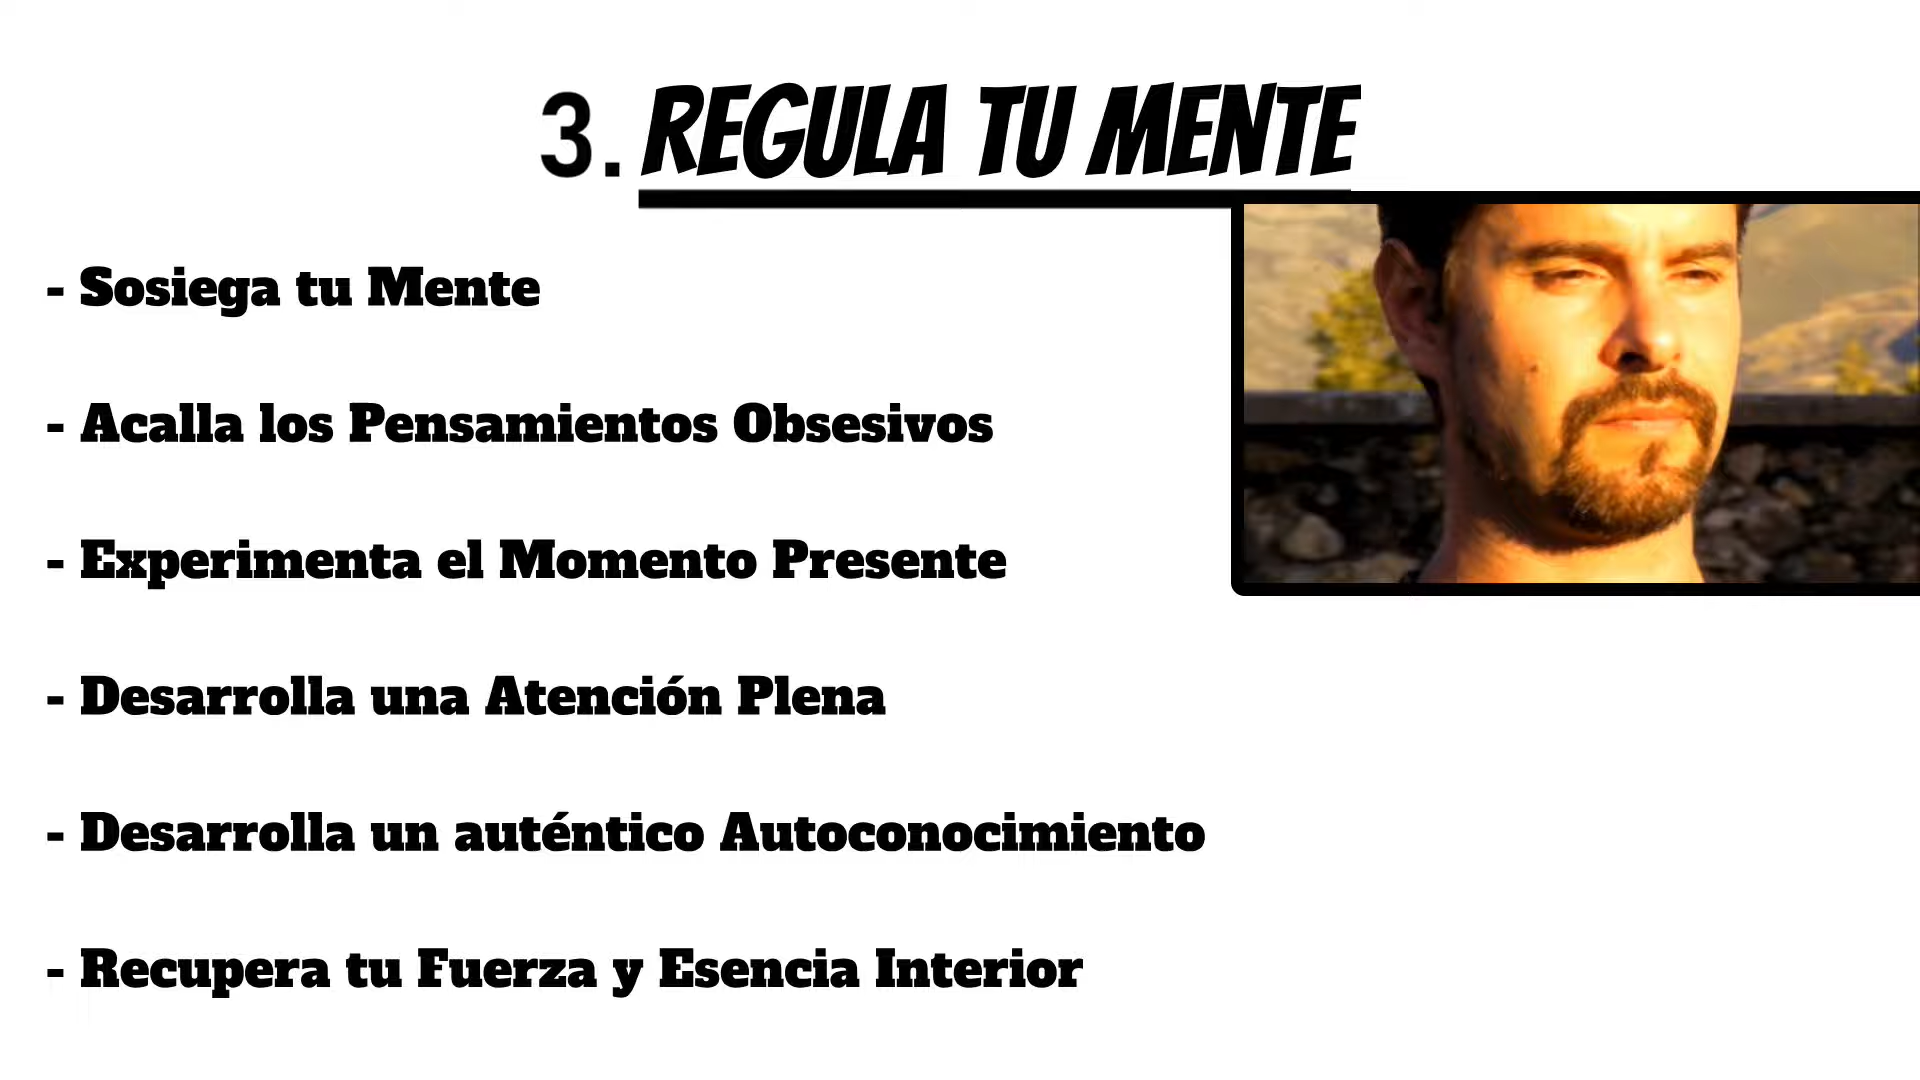 3. REGULA TU MENTE
- Sosiega tu Mente
- Acalla los Pensamientos Obsesivos
- Experimenta el Momento Presente
- Desarrolla una Atención Plena
- Desarrolla un auténtico Autoconocimiento
- Recupera tu Fuerza y Esencia Interior